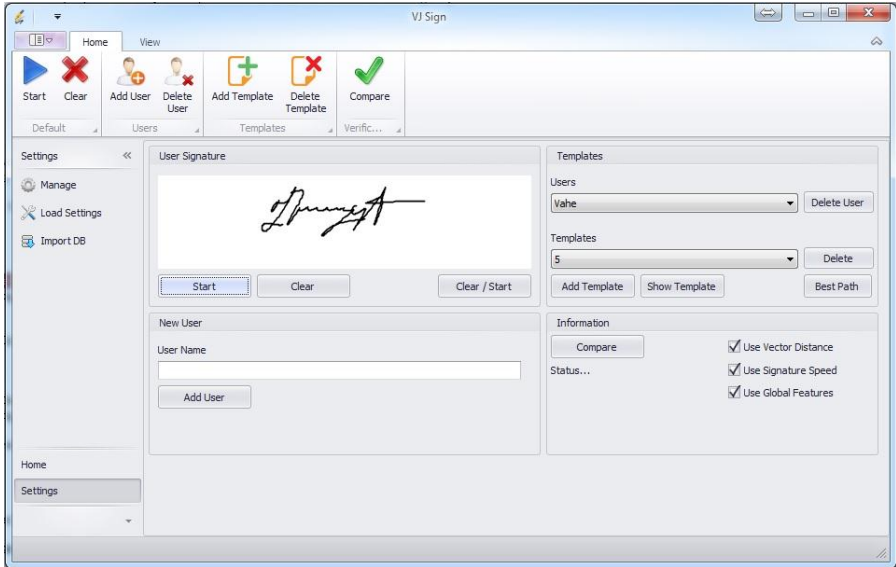 VJ Sign
Home View
Start Clear Add User Delete User Add Template Delete Template Compare
Default Users Templates Verific...
Settings
Manage
Load Settings
Import DB
Home
Settings
User Signature
Start Clear Clear / Start
New User
User Name
Add User
Templates
Users
Vahe Delete User
Templates
5 Delete
Add Template Show Template Best Path
Information
Compare Use Vector Distance
Status... Use Signature Speed
Use Global Features